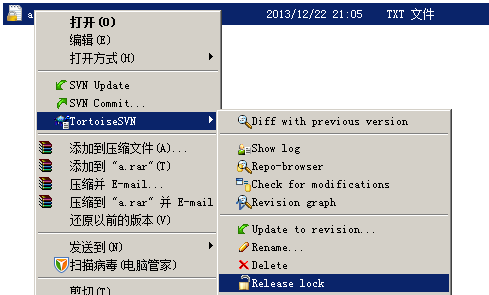 a
2013/12/22 21:05 TXT 文件
打开(O)
编辑(E)
打开方式(H)
SVN Update
SVN Commit...
TortoiseSVN
添加到压缩文件(A)...
添加到 "a.rar"(T)
压缩并 E-mail...
压缩到 "a.rar" 并 E-mail
还原以前的版本(V)
发送到(N)
扫描病毒(电脑管家)
剪切(T)
Diff with previous version
Show log
Repo-browser
Check for modifications
Revision graph
Update to revision...
Rename...
Delete
Release lock